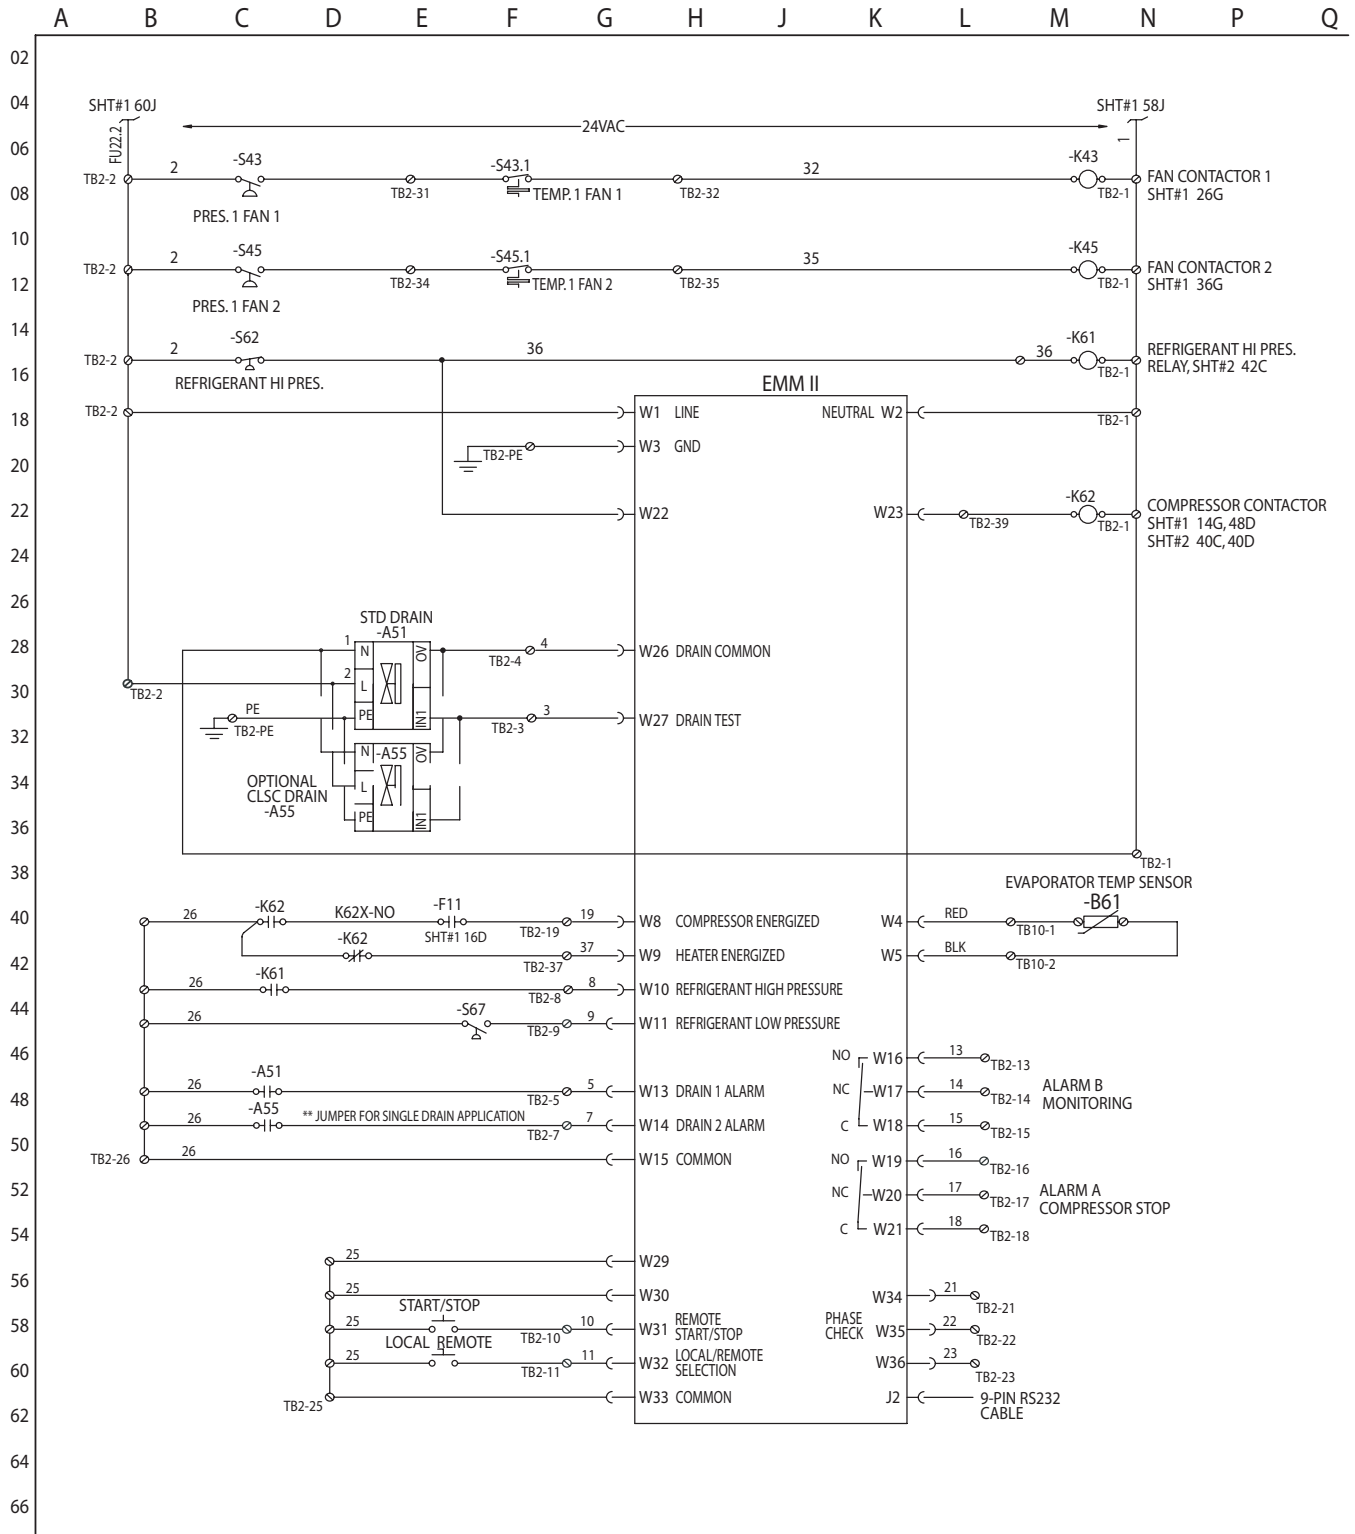 A B C D E F G H J K L M N P Q
02
04 SHT#1 60J SHT#1 58J
FU22.2 24VAC 1
06
2 -S43 -S43.1 32 -K43
TB2-2 TB2-31 TEMP. 1 FAN 1 TB2-32 TB2-1 FAN CONTACTOR 1
08 SHT#1 26G
PRES. 1 FAN 1
10
2 -S45 -S45.1 35 -K45
TB2-2 TB2-34 TEMP. 1 FAN 2 TB2-35 TB2-1 FAN CONTACTOR 2
12 SHT#1 36G
PRES. 1 FAN 2
14
2 -S62 36 36 -K61
TB2-2 TB2-1 REFRIGERANT HI PRES.
16 RELAY, SHT#2 42C
REFRIGERANT HI PRES.
EMM II
TB2-2 W1 LINE NEUTRAL W2 TB2-1
18
TB2-PE W3 GND
20
22 W22 W23 TB2-39 -K62 TB2-1 COMPRESSOR CONTACTOR
SHT#1 14G, 48D
SHT#2 40C, 40D
24
26
STD DRAIN
-A51
28 1 N OV TB2-4 4 W26 DRAIN COMMON
2 L
30 TB2-2
PE TB2-PE PE IN1 TB2-3 3 W27 DRAIN TEST
32
N -A55 OV
34 OPTIONAL
CLSC DRAIN
-A55
L
PE IN1
36
TB2-1
38
EVAPORATOR TEMP SENSOR
-B61
40 26 -K62 K62X-NO -F11 SHT#1 16D TB2-19 19 W8 COMPRESSOR ENERGIZED W4 RED TB10-1
-K62 TB2-37 37 W9 HEATER ENERGIZED W5 BLK TB10-2
42
26 -K61 TB2-8 8 W10 REFRIGERANT HIGH PRESSURE
44
26 -S67 TB2-9 9 W11 REFRIGERANT LOW PRESSURE
46
NO W16 13 TB2-13
26 -A51 TB2-5 5 W13 DRAIN 1 ALARM NC W17 14 TB2-14 ALARM B
MONITORING
48
26 -A55 ** JUMPER FOR SINGLE DRAIN APPLICATION TB2-7 7 W14 DRAIN 2 ALARM C W18 15 TB2-15
50
TB2-26 26 W15 COMMON NO W19 16 TB2-16
52
NC W20 17 TB2-17 ALARM A
COMPRESSOR STOP
54
C W21 18 TB2-18
25 W29
56
25 W30 W34 21 TB2-21
START/STOP
58 25 TB2-10 10 W31 REMOTE
START/STOP
PHASE
CHECK W35 22 TB2-22
LOCAL REMOTE
60 25 TB2-11 11 W32 LOCAL/REMOTE
SELECTION
W36 23 TB2-23
TB2-25 W33 COMMON J2 9-PIN RS232
CABLE
62
64
66